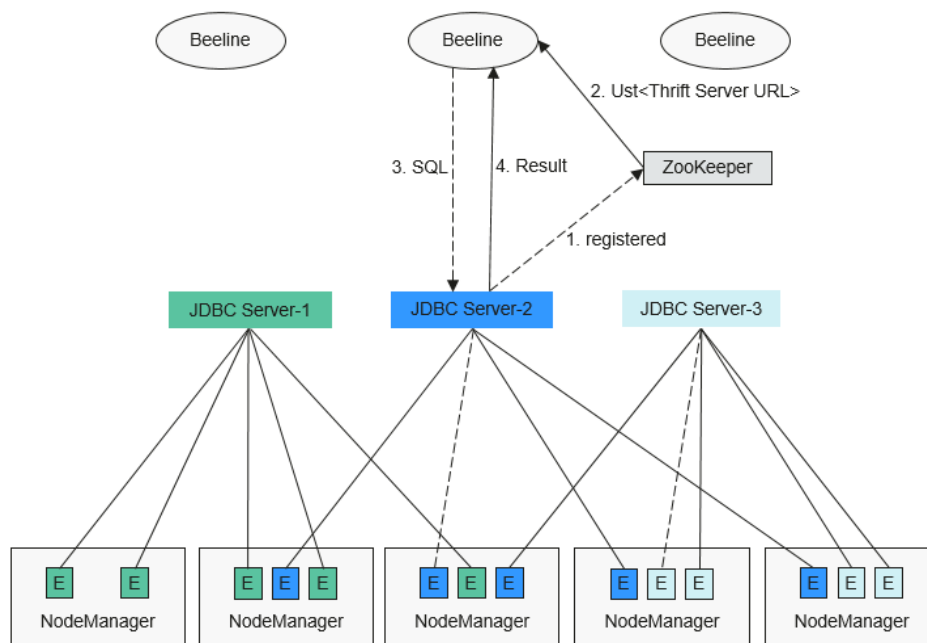 Beeline
Beeline
Beeline
2. Ust<Thrift Server URL>
3. SQL
4. Result
ZooKeeper
1. registered
JDBC Server-1
JDBC Server-2
JDBC Server-3
E
E
E
E
E
E
E
E
E
E
E
E
E
E
NodeManager
NodeManager
NodeManager
NodeManager
NodeManager